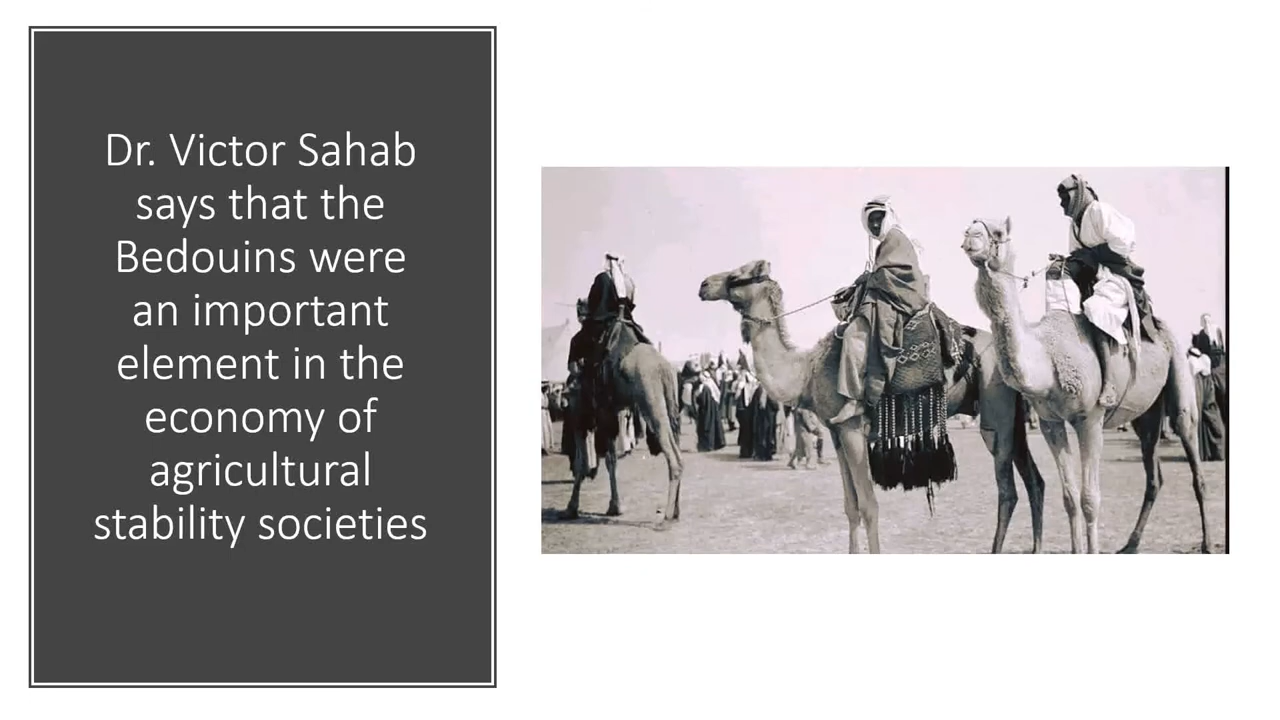 Dr. Victor Sahab
says that the
Bedouins were
an important
element in the
economy of
agricultural
stability societies